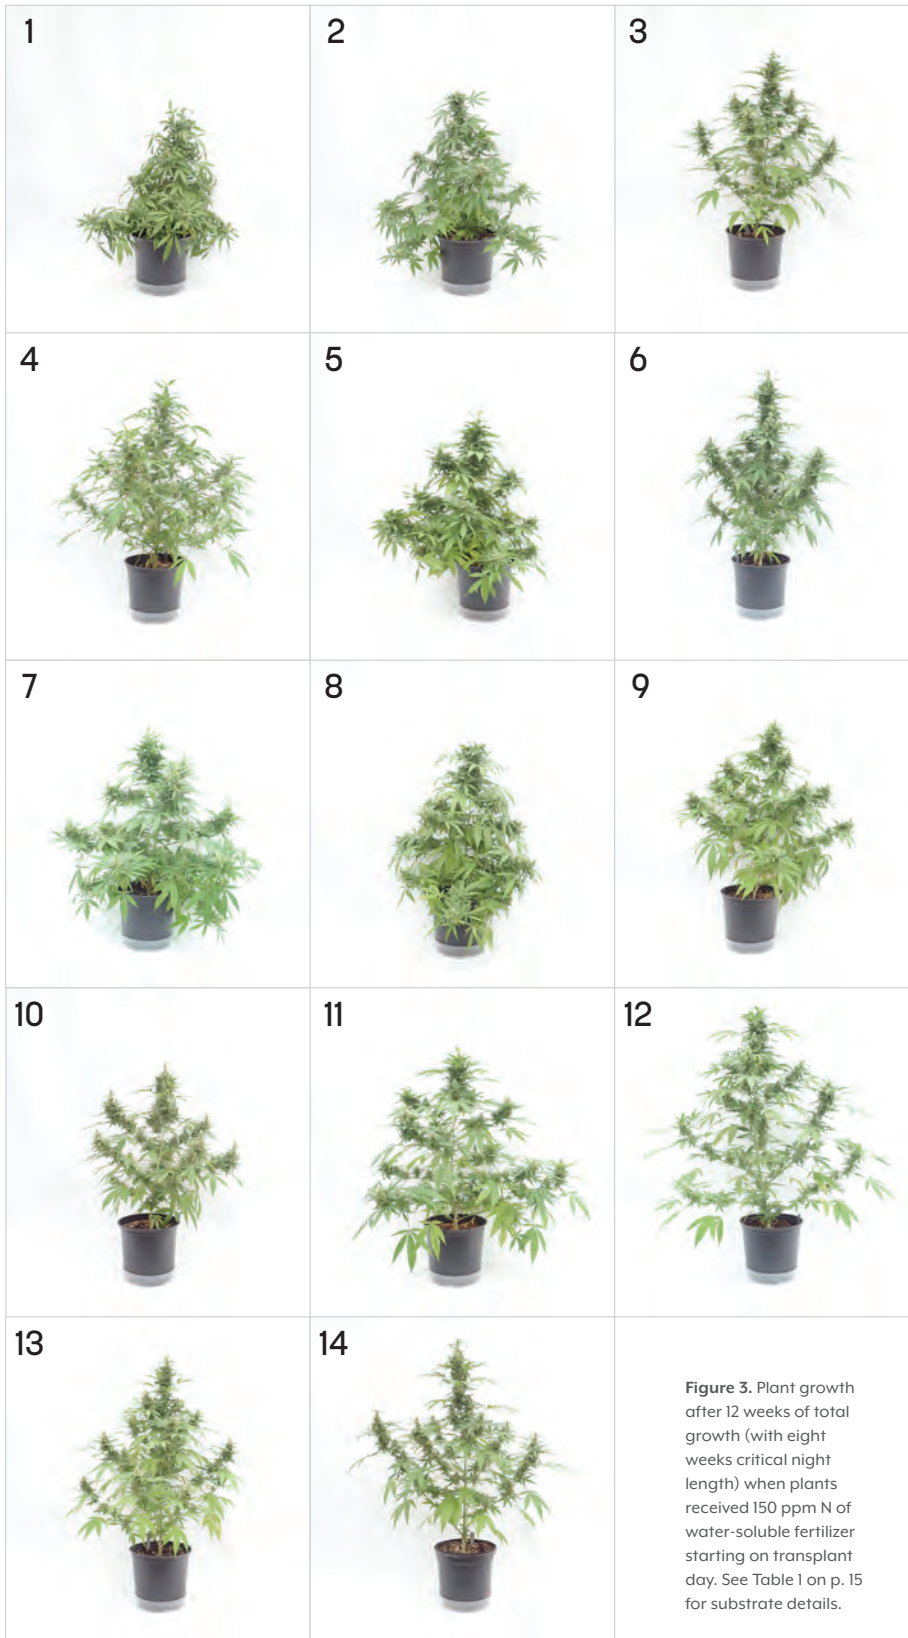 1
2
3
4
5
6
7
8
9
10
11
12
13
14
Figure 3. Plant growth
after 12 weeks of total
growth (with eight
weeks critical night
length) when plants
received 150 ppm N of
water-soluble fertilizer
starting on transplant
day. See Table 1 on p. 15
for substrate details.